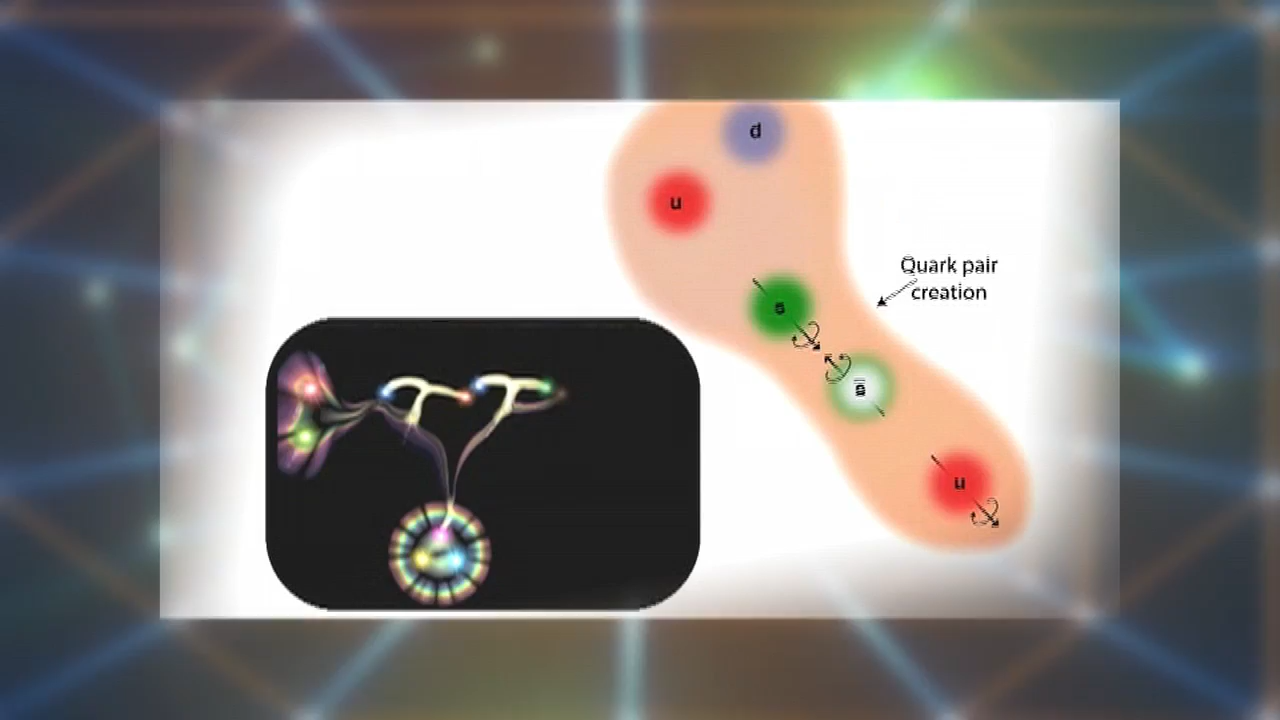 d
u
Quark pair
creation
s
s̅
u